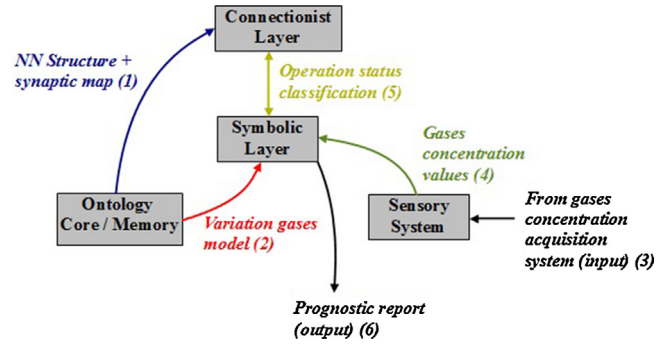 Connectionist
Layer
NN Structure +
synaptic map (1)
Operation status
classification (5)
Symbolic
Layer
Gases
concentration
values (4)
Ontology
Core / Memory
Variation gases
model (2)
Sensory
System
From gases
concentration
acquisition
system (input) (3)
Prognostic report
(output) (6)